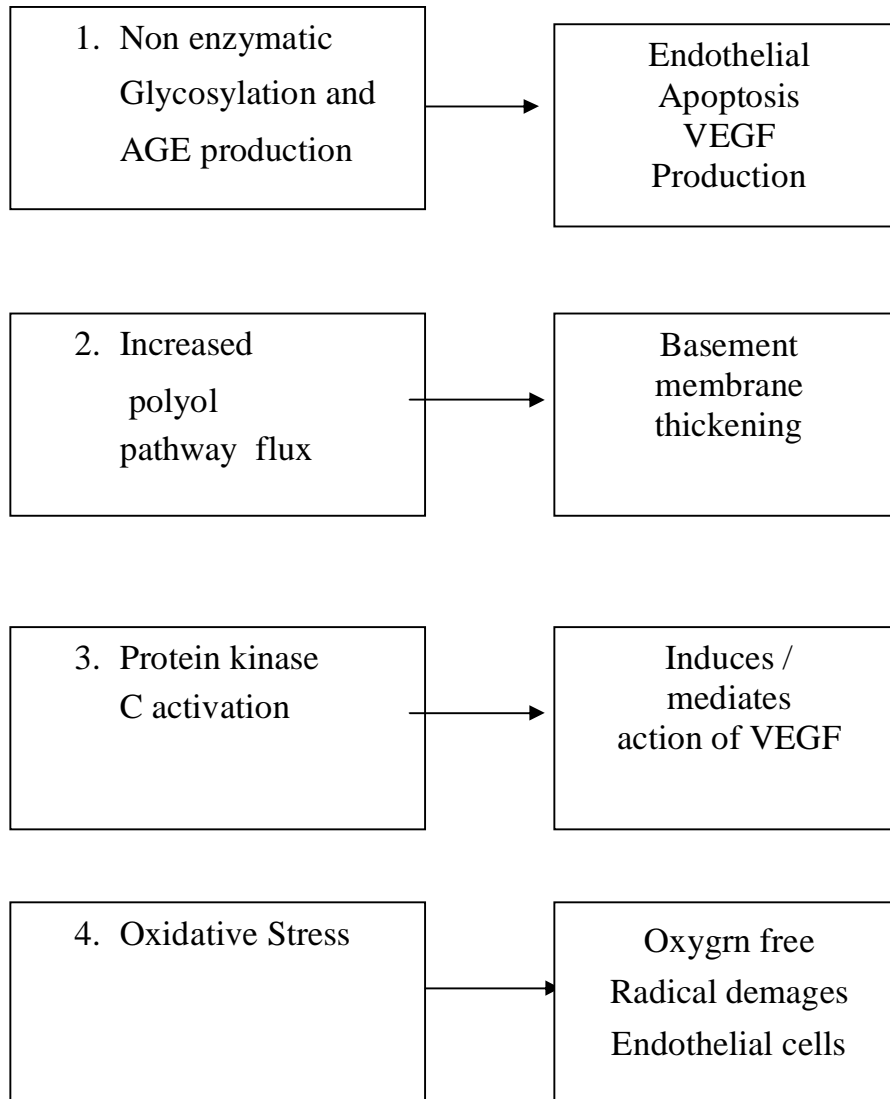 1. Non enzymatic
Glycosylation and
AGE production
Endothelial
Apoptosis
VEGF
Production
2. Increased
polyol
pathway flux
Basement
membrane
thickening
3. Protein kinase
C activation
Induces /
mediates
action of VEGF
4. Oxidative Stress
Oxygrn free
Radical demages
Endothelial cells